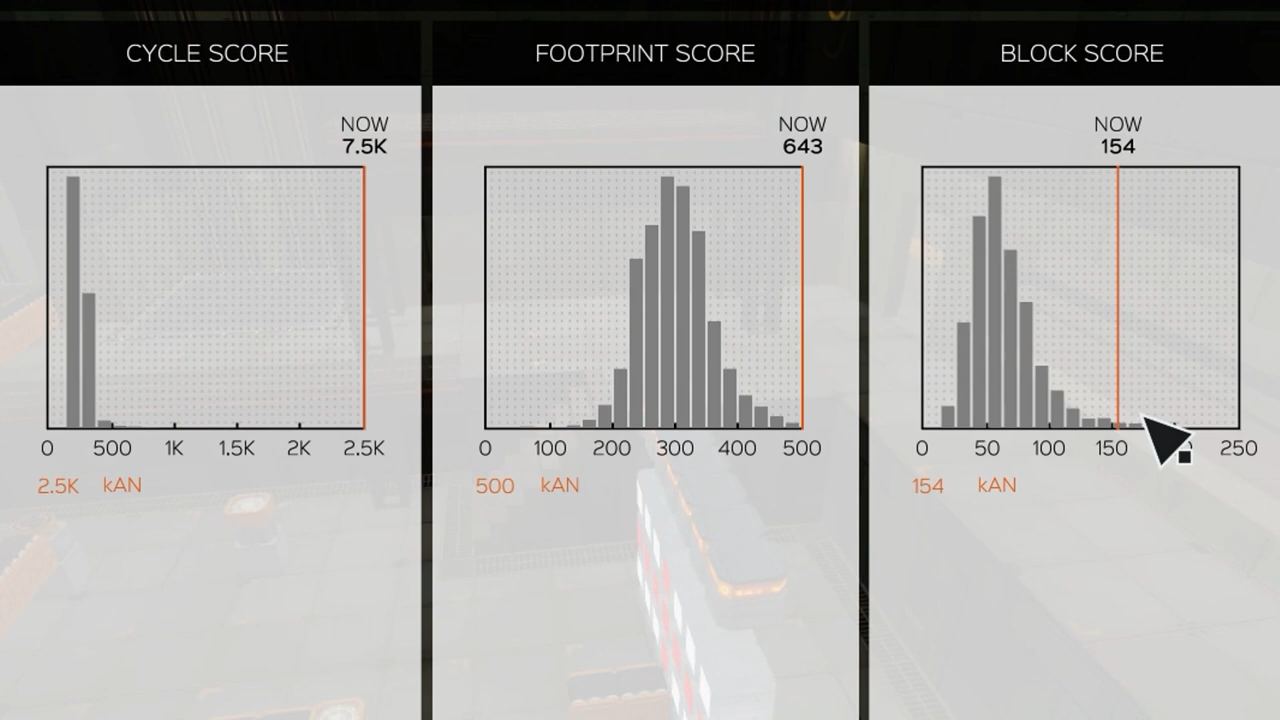 CYCLE SCORE
NOW
7.5K
0 500 1K 1.5K 2K 2.5K
2.5K kAN
FOOTPRINT SCORE
NOW
643
0 100 200 300 400 500
500 kAN
BLOCK SCORE
NOW
154
0 50 100 150 250
154 kAN